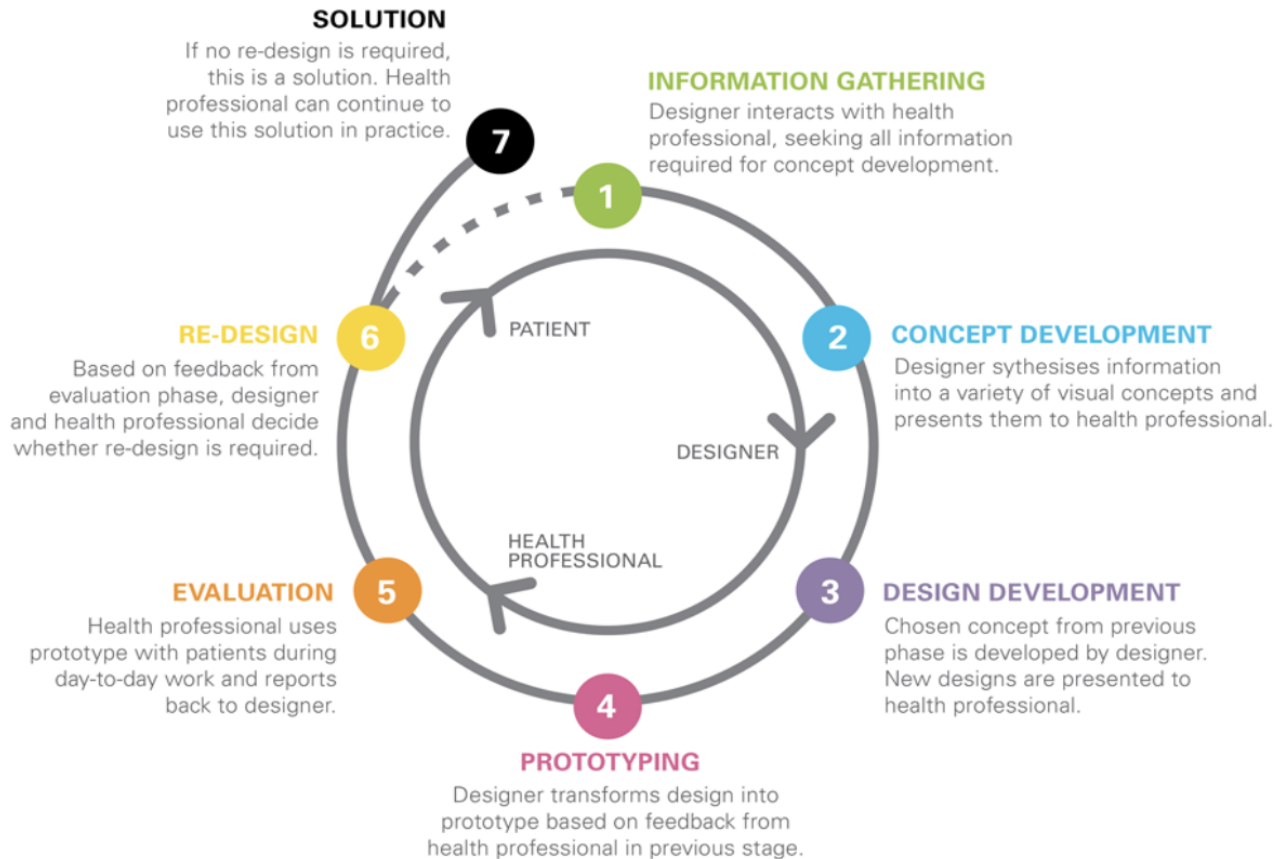 SOLUTION
If no re-design is required,
this is a solution. Health
professional can continue to
use this solution in practice.
7
INFORMATION GATHERING
Designer interacts with health
professional, seeking all information
required for concept development.
1
2
CONCEPT DEVELOPMENT
Designer sythesises information
into a variety of visual concepts and
presents them to health professional.
3
DESIGN DEVELOPMENT
Chosen concept from previous
phase is developed by designer.
New designs are presented to
health professional.
4
PROTOTYPING
Designer transforms design into
prototype based on feedback from
health professional in previous stage.
5
EVALUATION
Health professional uses
prototype with patients during
day-to-day work and reports
back to designer.
6
RE-DESIGN
Based on feedback from
evaluation phase, designer
and health professional decide
whether re-design is required.
PATIENT
DESIGNER
HEALTH
PROFESSIONAL